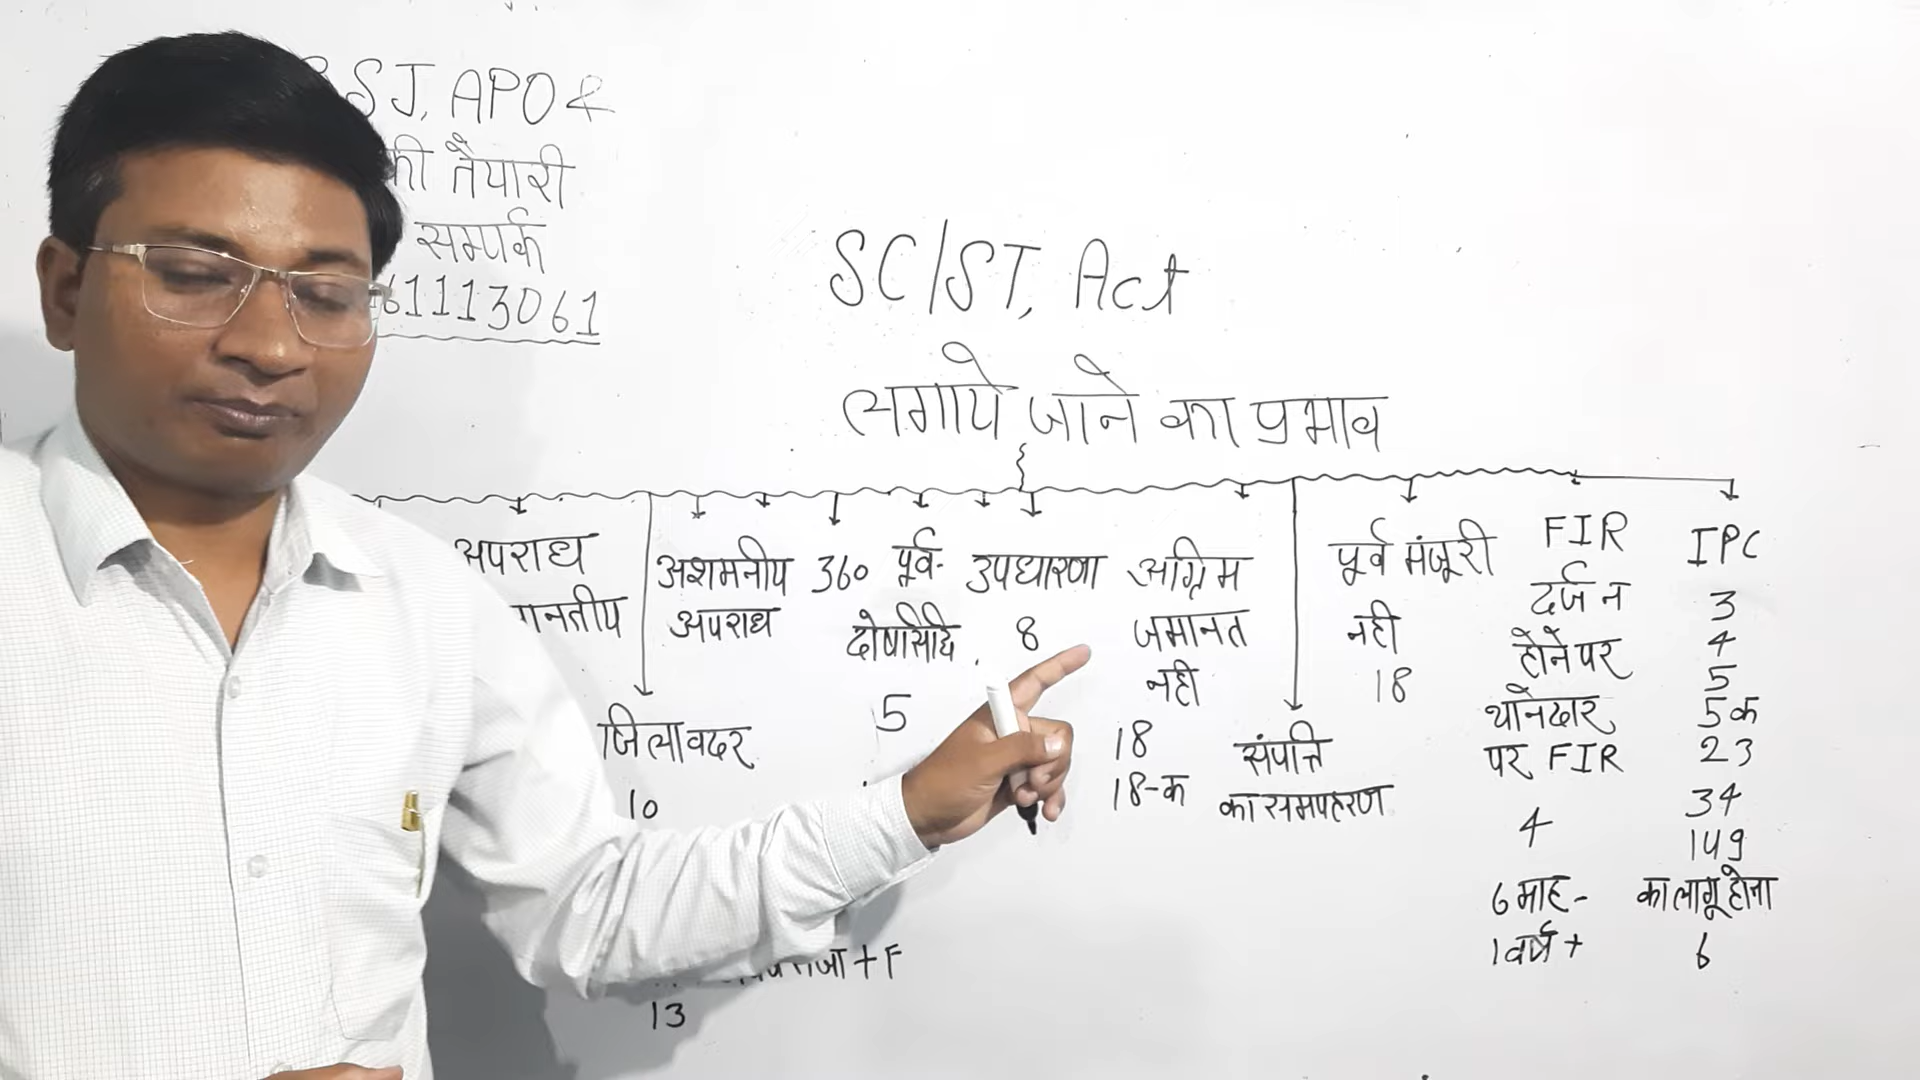 SJ, APO &
की तैयारी
सम्पर्क
61113061
SC/ST, Act
लगाये जाने का प्रभाव
अपराध
अशमनीय
अपराध
360
पूर्व-
दोषसिद्धि
5
उपधारणा
8
अग्रिम
जमानत
नही
18
18-क
पूर्व मंजूरी
नही
18
FIR
दर्ज न
होने पर
थानेदार
पर FIR
4
6 माह-
1 वर्ष +
IPC
3
4
5
5क
23
34
149
का लागू होना
6
जिलाबदर
10
संपत्ति
का समपहरण
+ F
13